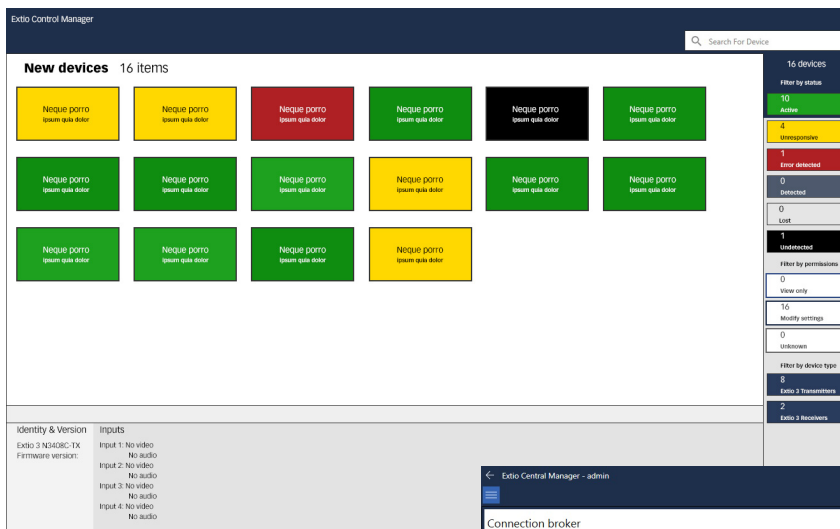 Extio Control Manager
Search For Device
New devices 16 items
Neque porro
ipsum quia dolor
Neque porro
ipsum quia dolor
Neque porro
ipsum quia dolor
Neque porro
ipsum quia dolor
Neque porro
ipsum quia dolor
Neque porro
ipsum quia dolor
Neque porro
ipsum quia dolor
Neque porro
ipsum quia dolor
Neque porro
ipsum quia dolor
Neque porro
ipsum quia dolor
Neque porro
ipsum quia dolor
Neque porro
ipsum quia dolor
Neque porro
ipsum quia dolor
Neque porro
ipsum quia dolor
Neque porro
ipsum quia dolor
Neque porro
ipsum quia dolor
16 devices
Filter by status
10
Active
4
Unresponsive
1
Error detected
0
Detected
0
Lost
1
Undetected
Filter by permissions
0
View only
16
Modify settings
0
Unknown
Filter by device type
8
Extio 3 Transmitters
2
Extio 3 Receivers
Identity & Version
Extio 3 N3408C-TX
Firmware version:
Inputs
Input 1: No video
No audio
Input 2: No video
No audio
Input 3: No video
No audio
Input 4: No video
No audio
Extio Central Manager - admin
Connection broker